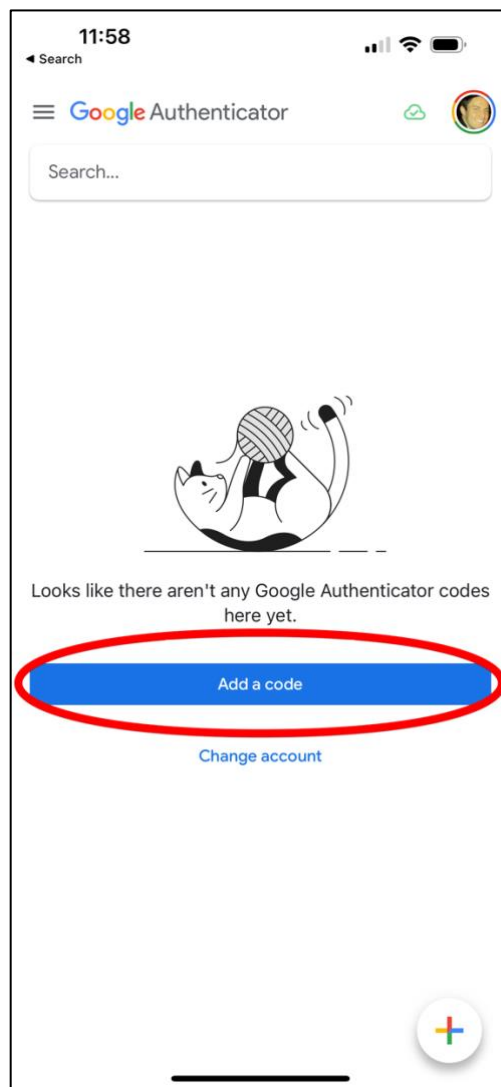 11:58
◄ Search
Google Authenticator
Search...
Looks like there aren't any Google Authenticator codes
here yet.
Add a code
Change account